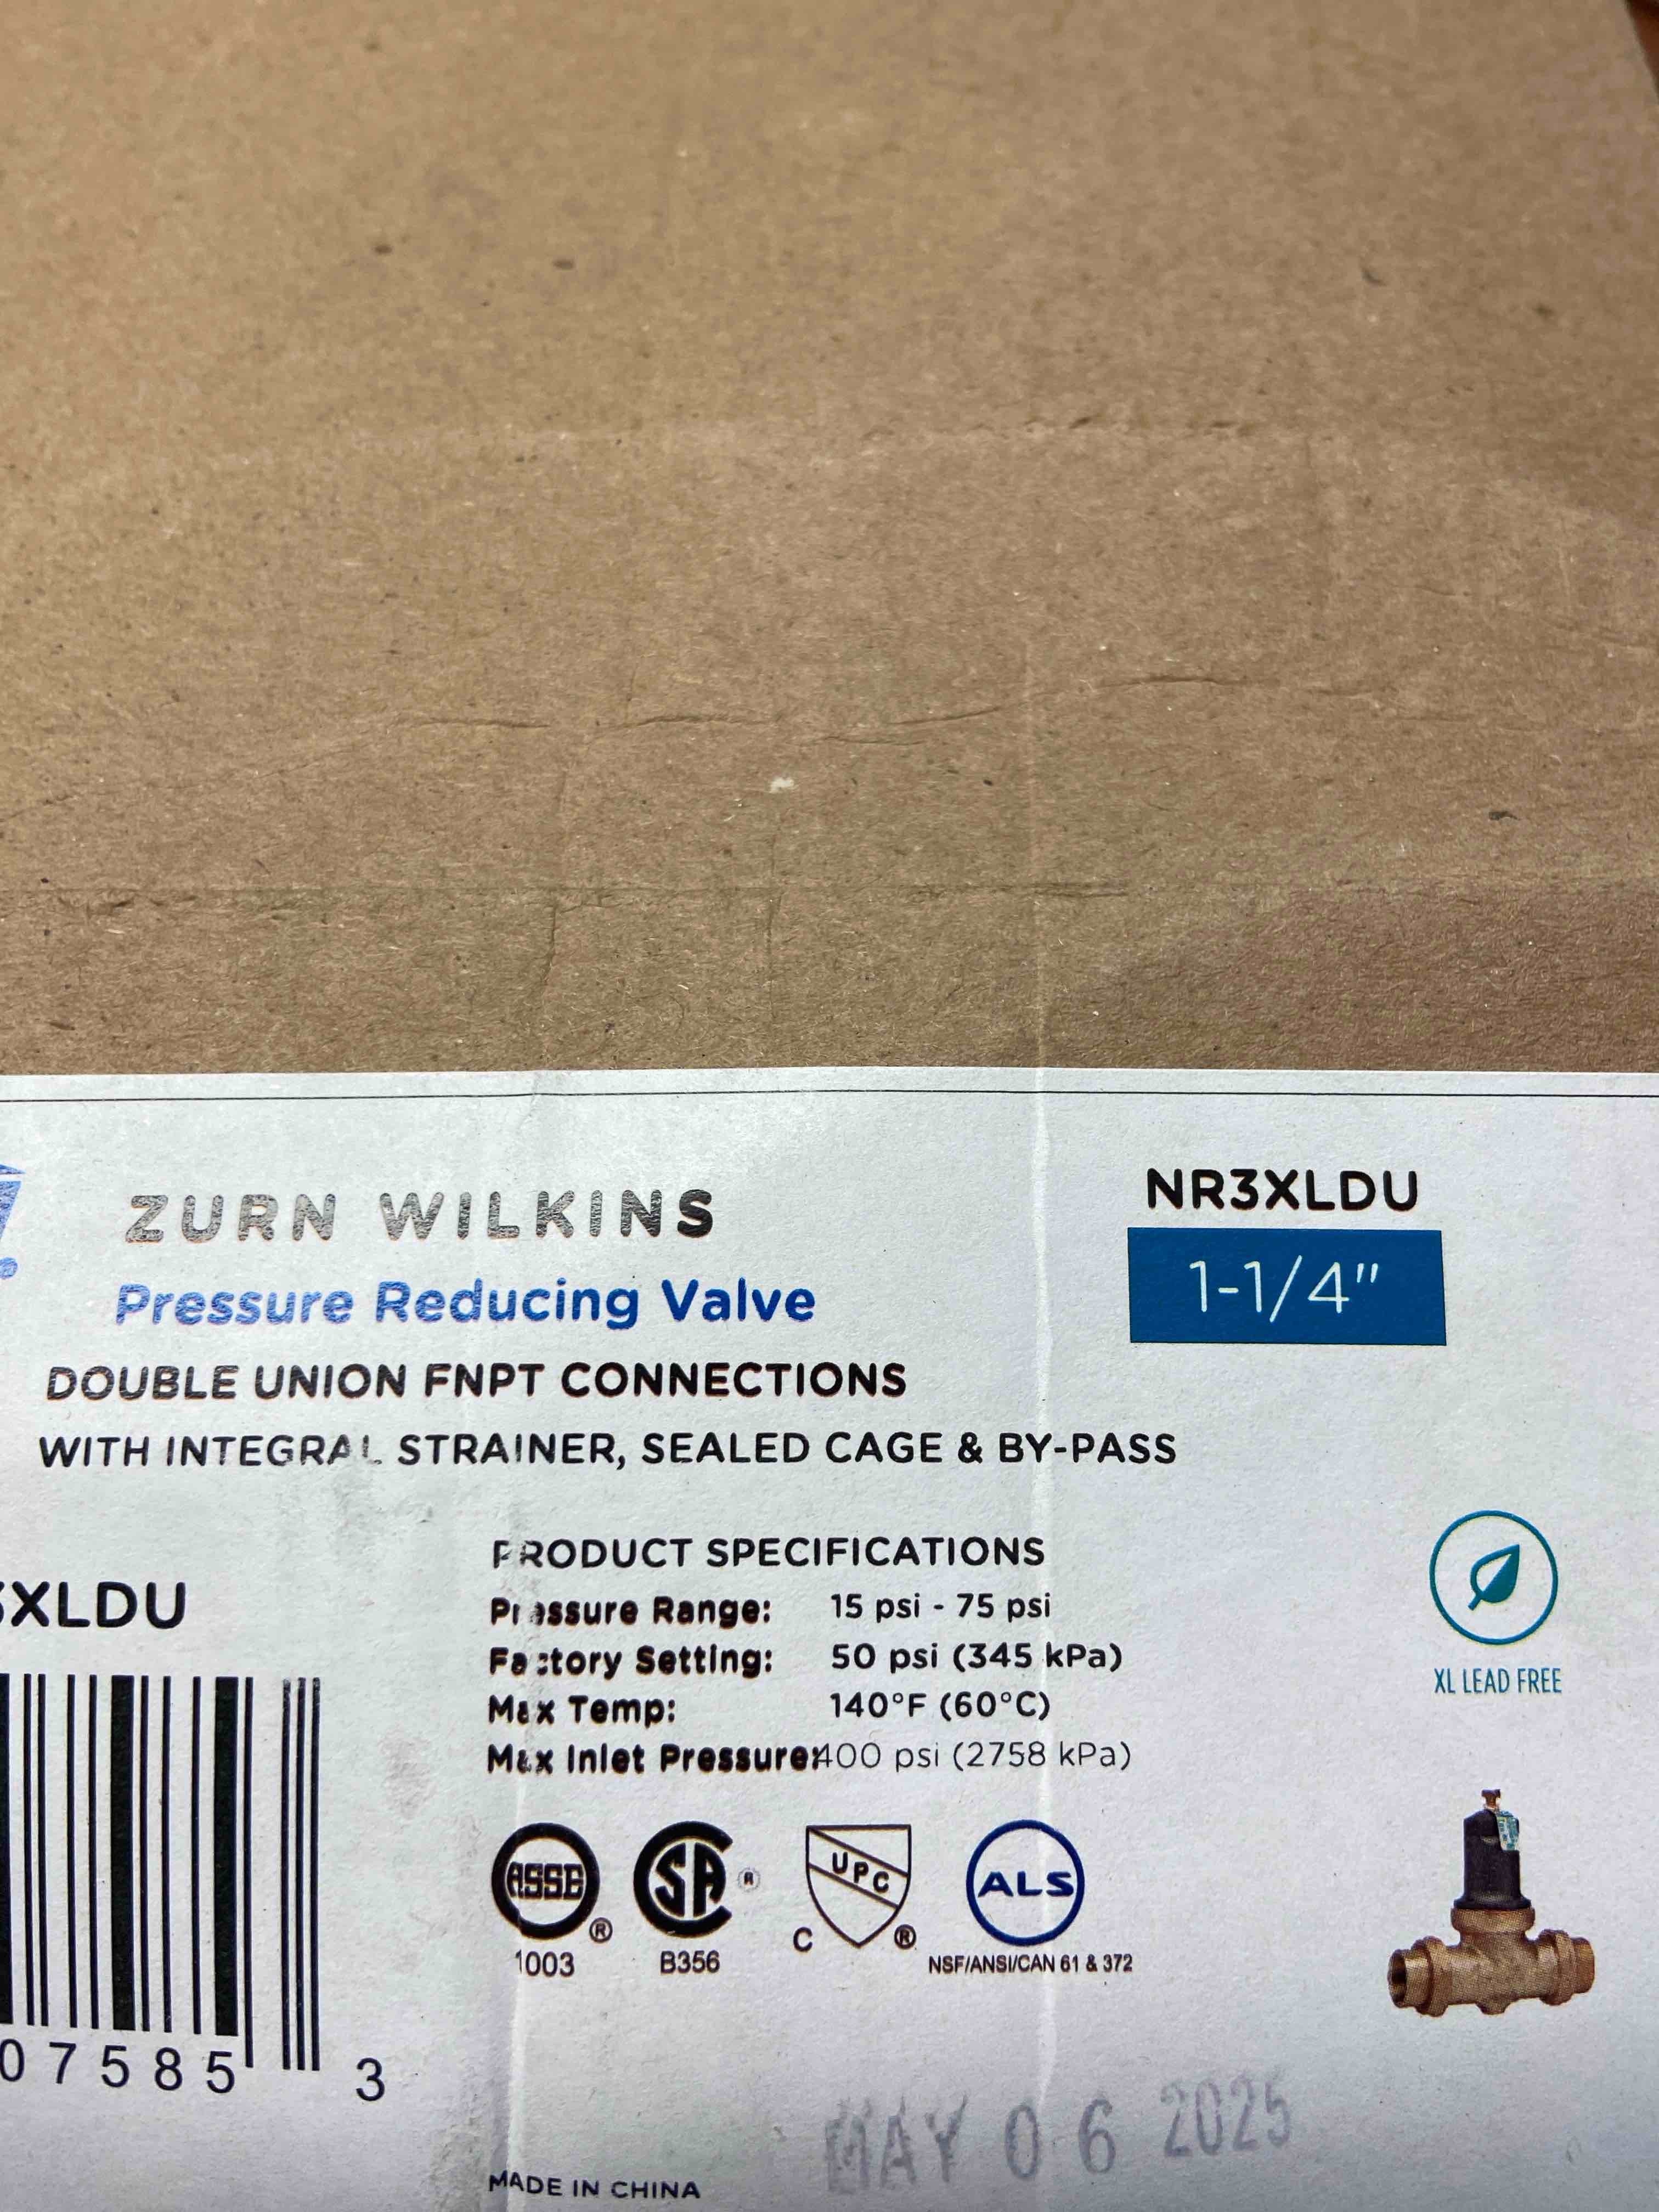 ZURN WILKINS
NR3XLDU
Pressure Reducing Valve
1-1/4"
DOUBLE UNION FNPT CONNECTIONS
WITH INTEGRAL STRAINER, SEALED CAGE & BY-PASS
PRODUCT SPECIFICATIONS
XLDU
Pressure Range: 15 psi - 75 psi
Factory Setting: 50 psi (345 kPa)
Max Temp: 140°F (60°C)
Max Inlet Pressure: 400 psi (2758 kPa)
XL LEAD FREE
ASSE ®
1003
SA ®
B356
UPC
C ®
ALS
NSF/ANSI/CAN 61 & 372
07585 3
MAY 06 2025
MADE IN CHINA